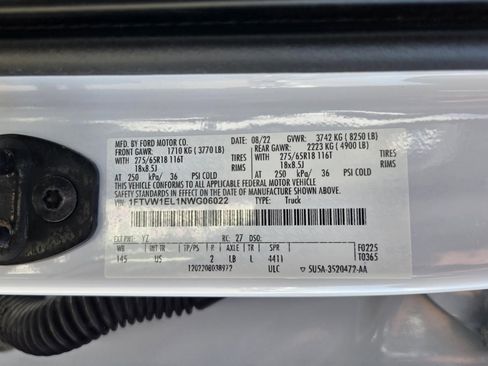 MFD. BY FORD MOTOR CO. DATE: 08/22 GVWR: 3742 KG ( 8250 LB)
FRONT GAWR: 1710 KG ( 3770 LB) REAR GAWR: 2223 KG ( 4900 LB)
WITH 275/65R18 116T TIRES WITH 275/65R18 116T TIRES
18x8.5J RIMS 18x8.5J RIMS
AT 250 kPa/ 36 PSI COLD AT 250 kPa/ 36 PSI COLD
THIS VEHICLE CONFORMS TO ALL APPLICABLE FEDERAL MOTOR VEHICLE
SAFETY STANDARDS IN EFFECT ON THE DATE OF MANUFACTURE SHOWN ABOVE.
VIN: 1FTVW1EL1NWG06022 TYPE: Truck
EXT PNT: YZ RC: 27 DSO: F0225
WB INT TR TP/PS R AXLE TR SPR T0365
145 US 2 LB L 4411
ULC 5U5A-3520472-AA